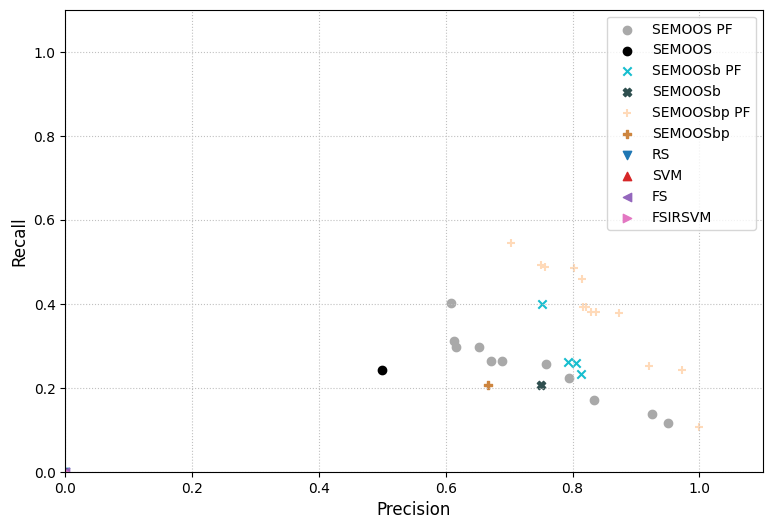 SEMOOS PF
SEMOOS
SEMOOSb PF
SEMOOSb
SEMOOSbp PF
SEMOOSbp
RS
SVM
FS
FSIRSVM
Recall
1.0
0.8
0.6
0.4
0.2
0.0
0.0 0.2 0.4 0.6 0.8 1.0
Precision